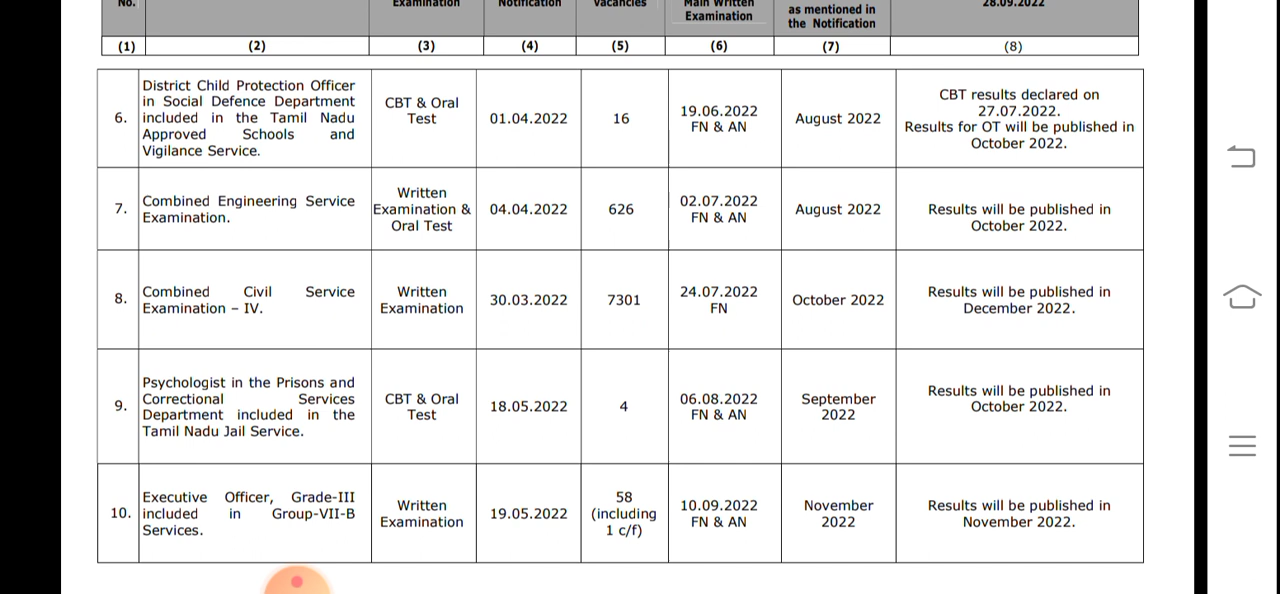 No.
Examination
Notification
Vacancies
Main Written
Examination
as mentioned in
the Notification
28.09.2022
(1) (2) (3) (4) (5) (6) (7) (8)
6.
District Child Protection Officer
in Social Defence Department
included in the Tamil Nadu
Approved Schools and
Vigilance Service.
CBT & Oral
Test
01.04.2022
16
19.06.2022
FN & AN
August 2022
CBT results declared on
27.07.2022.
Results for OT will be published in
October 2022.
7.
Combined Engineering Service
Examination.
Written
Examination &
Oral Test
04.04.2022
626
02.07.2022
FN & AN
August 2022
Results will be published in
October 2022.
8.
Combined Civil Service
Examination – IV.
Written
Examination
30.03.2022
7301
24.07.2022
FN
October 2022
Results will be published in
December 2022.
9.
Psychologist in the Prisons and
Correctional Services
Department included in the
Tamil Nadu Jail Service.
CBT & Oral
Test
18.05.2022
4
06.08.2022
FN & AN
September
2022
Results will be published in
October 2022.
10.
Executive Officer, Grade-III
included in Group-VII-B
Services.
Written
Examination
19.05.2022
58
(including
1 c/f)
10.09.2022
FN & AN
November
2022
Results will be published in
November 2022.